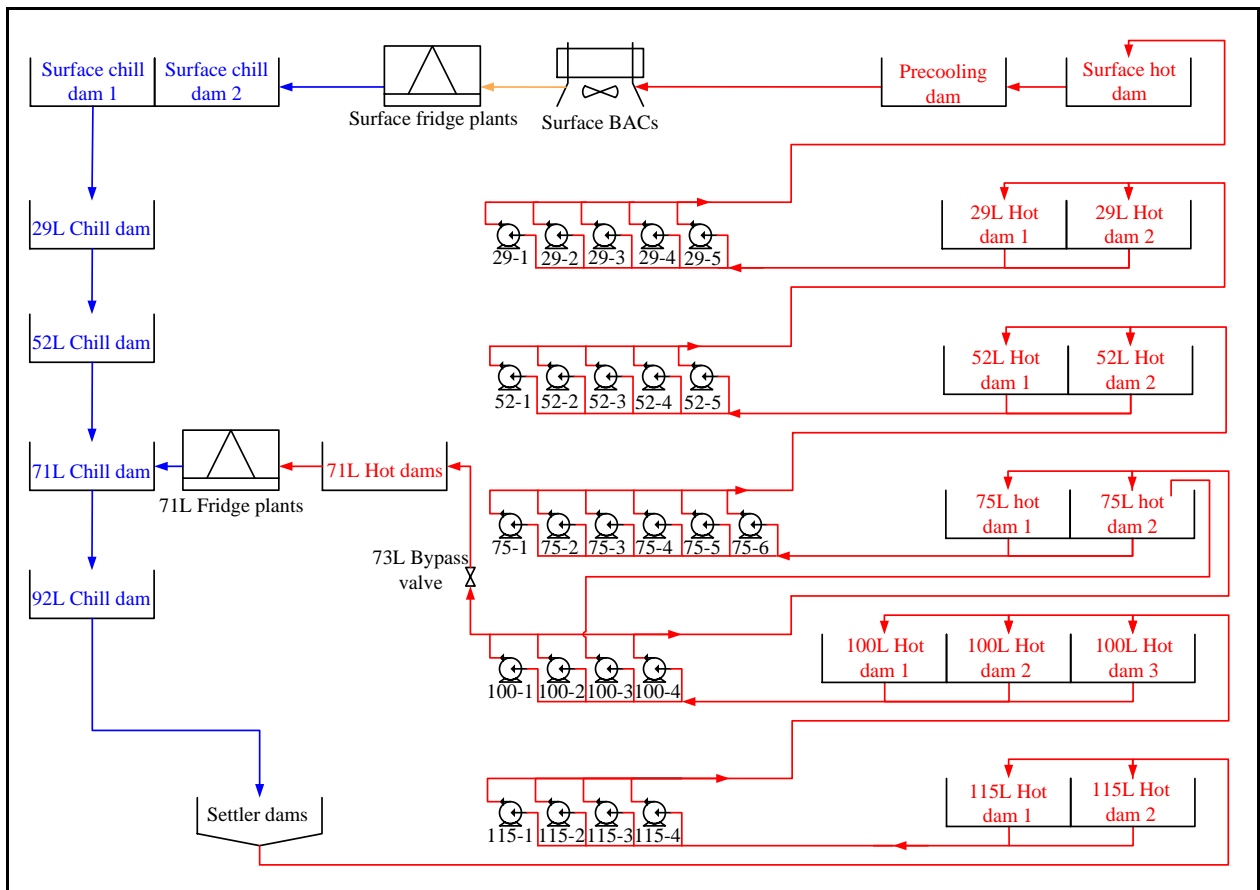 Surface chill
dam 1
Surface chill
dam 2
Surface fridge plants
Surface BACs
Precooling
dam
Surface hot
dam
29L Chill dam
29-1
29-2
29-3
29-4
29-5
29L Hot
dam 1
29L Hot
dam 2
52L Chill dam
52-1
52-2
52-3
52-4
52-5
52L Hot
dam 1
52L Hot
dam 2
71L Chill dam
71L Fridge plants
71L Hot dams
73L Bypass
valve
75-1
75-2
75-3
75-4
75-5
75-6
75L hot
dam 1
75L hot
dam 2
92L Chill dam
100-1
100-2
100-3
100-4
100L Hot
dam 1
100L Hot
dam 2
100L Hot
dam 3
Settler dams
115-1
115-2
115-3
115-4
115L Hot
dam 1
115L Hot
dam 2